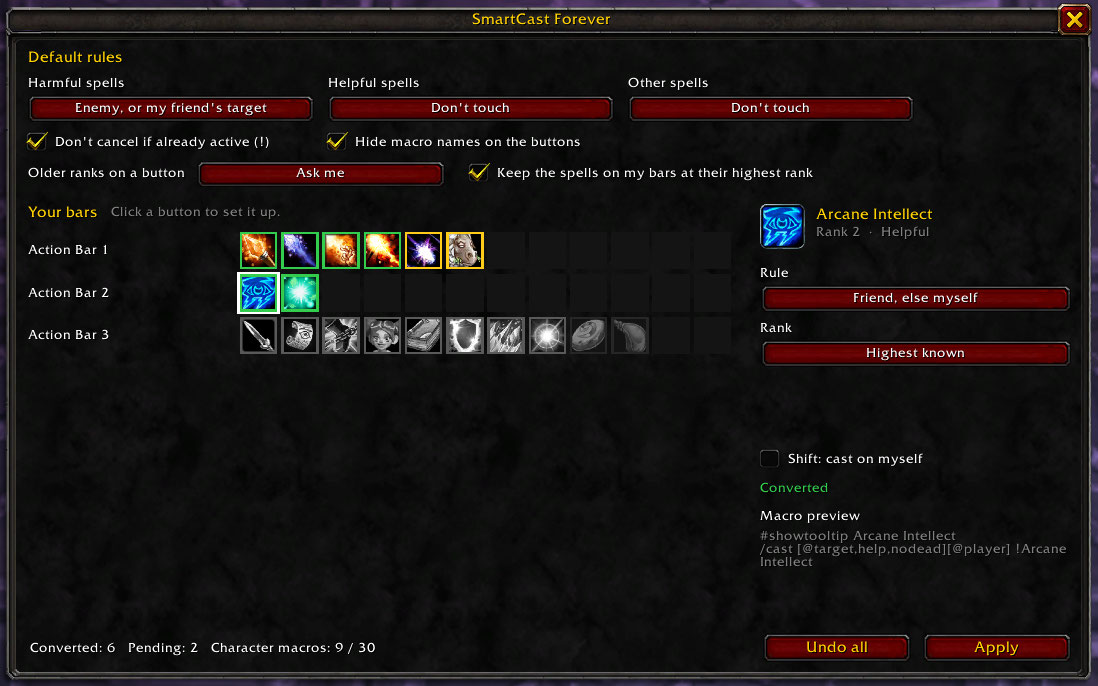 SmartCast Forever
Default rules
Harmful spells
Helpful spells
Other spells
Enemy, or my friend's target
Don't touch
Don't touch
Don't cancel if already active (!)
Hide macro names on the buttons
Older ranks on a button
Ask me
Keep the spells on my bars at their highest rank
Your bars
Click a button to set it up.
Action Bar 1
Action Bar 2
Action Bar 3
Arcane Intellect
Rank 2 · Helpful
Rule
Friend, else myself
Rank
Highest known
Shift: cast on myself
Converted
Macro preview
#showtooltip Arcane Intellect
/cast [@target,help,nodead][@player] !Arcane
Intellect
Converted: 6 Pending: 2 Character macros: 9 / 30
Undo all
Apply